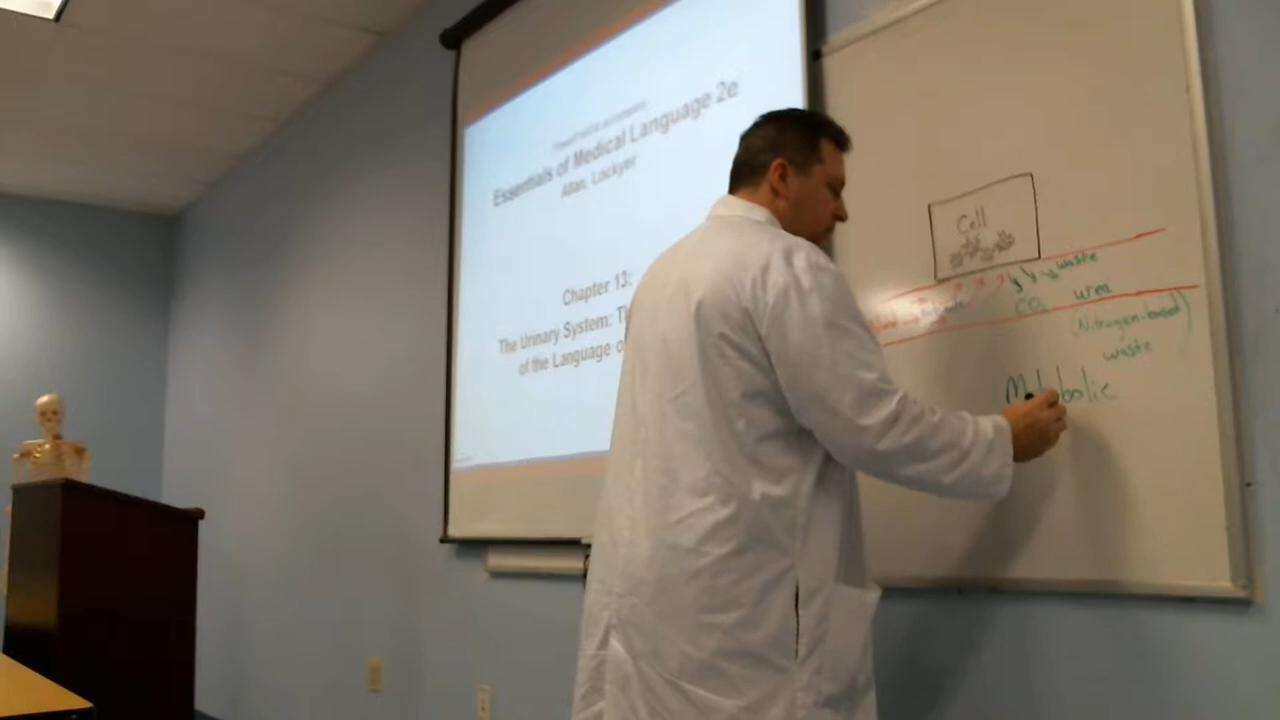 Essentials of Medical Language 2e
Allan, Lockyer
Chapter 13:
The Urinary System:
of the Language
Cell
waste
CO₂ urea
(Nitrogen-based)
waste
Metabolic